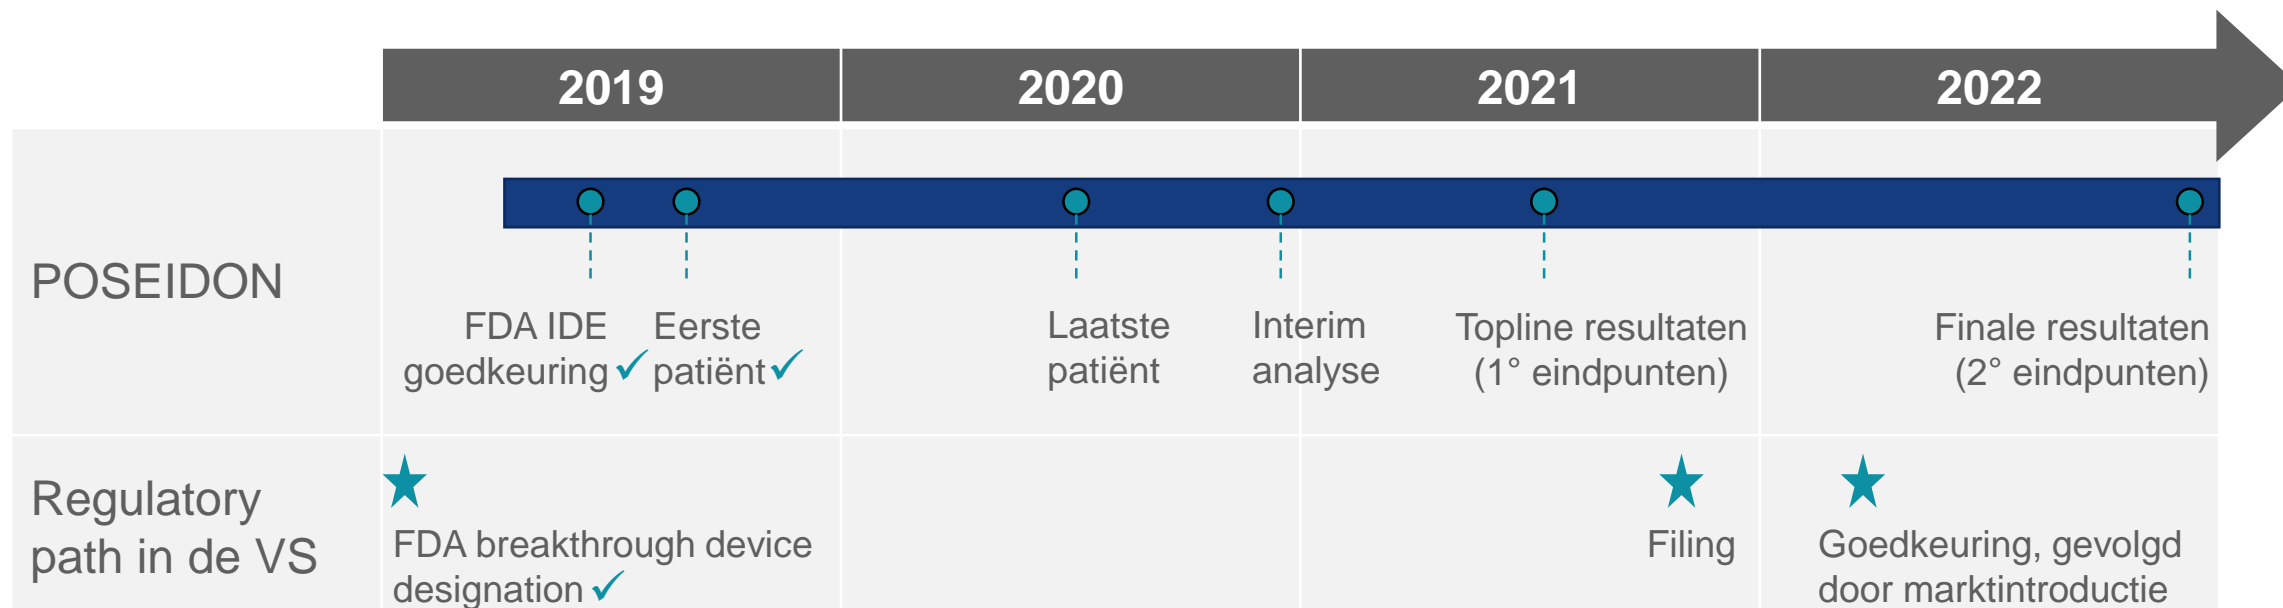 2019
2020
2021
2022
POSEIDON
FDA IDE
goedkeuring ✓
Eerste
patiënt ✓
Laatste
patiënt
Interim
analyse
Topline resultaten
(1° eindpunten)
Finale resultaten
(2° eindpunten)
Regulatory
path in de VS
FDA breakthrough device
designation ✓
Filing
Goedkeuring, gevolgd
door marktintroductie